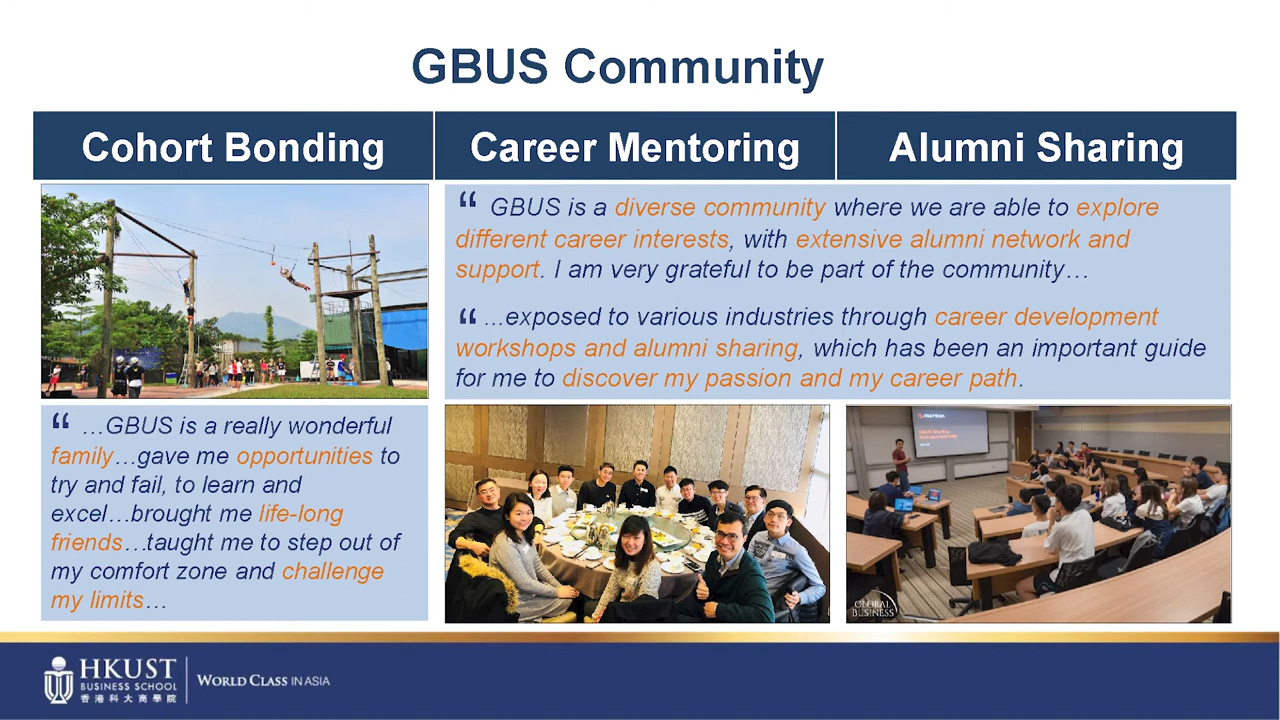 GBUS Community
Cohort Bonding
Career Mentoring
Alumni Sharing
“ GBUS is a diverse community where we are able to explore
different career interests, with extensive alumni network and
support. I am very grateful to be part of the community…
“ ...exposed to various industries through career development
workshops and alumni sharing, which has been an important guide
for me to discover my passion and my career path.
“ …GBUS is a really wonderful
family…gave me opportunities to
try and fail, to learn and
excel…brought me life-long
friends…taught me to step out of
my comfort zone and challenge
my limits…
GLOBAL
BUSINESS
HKUST
BUSINESS SCHOOL
香港科大商學院
WORLD CLASS IN ASIA